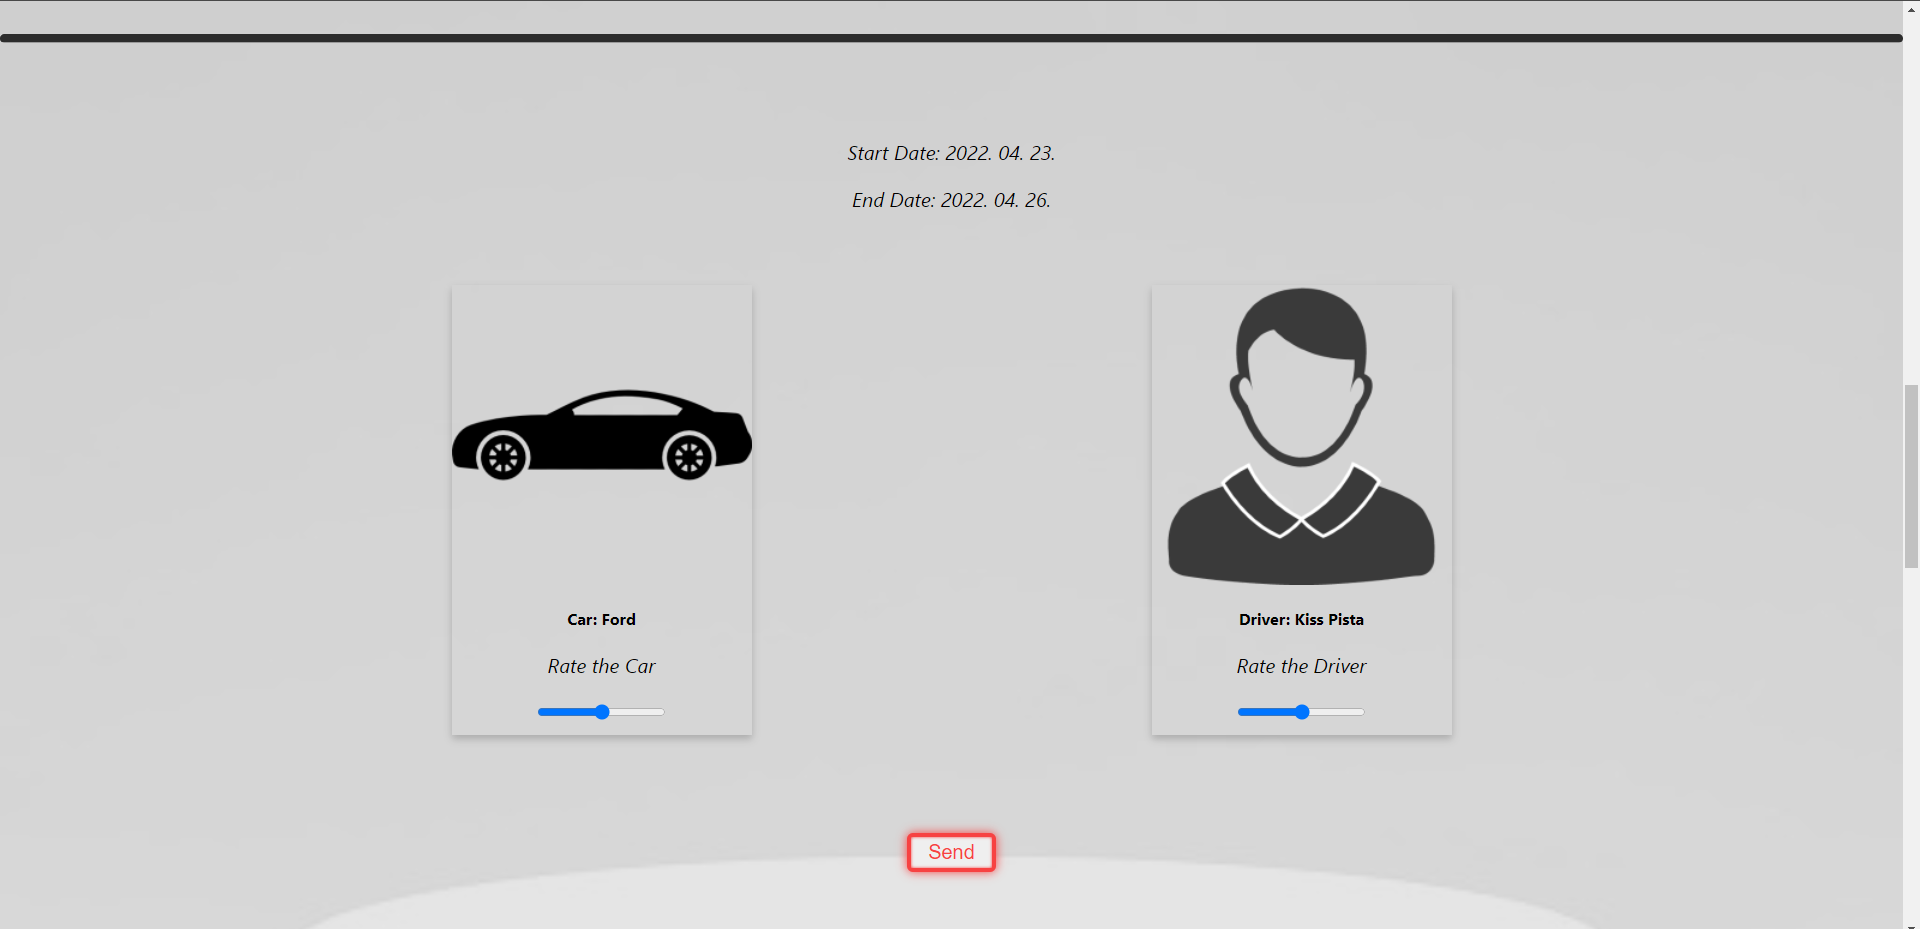 Start Date: 2022. 04. 23.
End Date: 2022. 04. 26.
Car: Ford
Rate the Car
Driver: Kiss Pista
Rate the Driver
Send